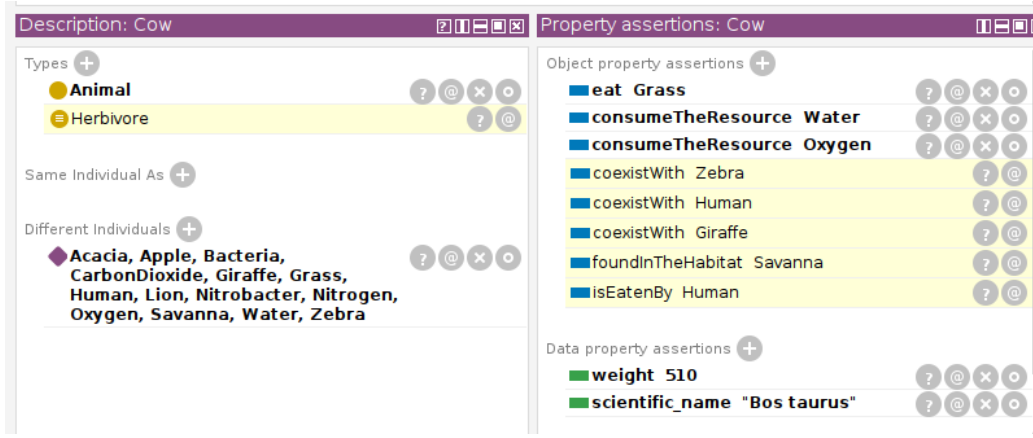 Description: Cow
Types
Animal
Herbivore
Same Individual As
Different Individuals
Acacia, Apple, Bacteria,
CarbonDioxide, Giraffe, Grass,
Human, Lion, Nitrobacter, Nitrogen,
Oxygen, Savanna, Water, Zebra
Property assertions: Cow
Object property assertions
eat Grass
consumeTheResource Water
consumeTheResource Oxygen
coexistWith Zebra
coexistWith Human
coexistWith Giraffe
foundInTheHabitat Savanna
isEatenBy Human
Data property assertions
weight 510
scientific_name "Bos taurus"